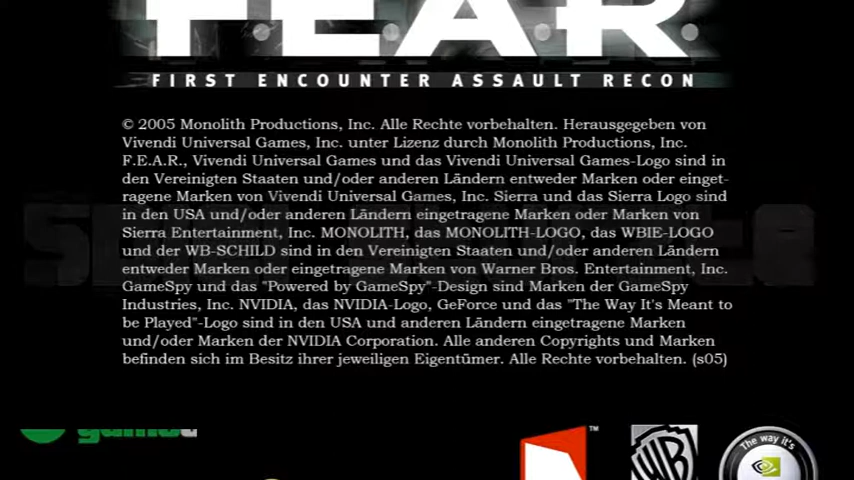 F.E.A.R.
FIRST ENCOUNTER ASSAULT RECON
© 2005 Monolith Productions, Inc. Alle Rechte vorbehalten. Herausgegeben von
Vivendi Universal Games, Inc. unter Lizenz durch Monolith Productions, Inc.
F.E.A.R., Vivendi Universal Games und das Vivendi Universal Games-Logo sind in
den Vereinigten Staaten und/oder anderen Ländern entweder Marken oder einget-
ragene Marken von Vivendi Universal Games, Inc. Sierra und das Sierra Logo sind
in den USA und/oder anderen Ländern eingetragene Marken oder Marken von
Sierra Entertainment, Inc. MONOLITH, das MONOLITH-LOGO, das WBIE-LOGO
und der WB-SCHILD sind in den Vereinigten Staaten und/oder anderen Ländern
entweder Marken oder eingetragene Marken von Warner Bros. Entertainment, Inc.
GameSpy und das "Powered by GameSpy"-Design sind Marken der GameSpy
Industries, Inc. NVIDIA, das NVIDIA-Logo, GeForce und das "The Way It's Meant to
be Played"-Logo sind in den USA und anderen Ländern eingetragene Marken
und/oder Marken der NVIDIA Corporation. Alle anderen Copyrights und Marken
befinden sich im Besitz ihrer jeweiligen Eigentümer. Alle Rechte vorbehalten. (s05)
TM
WB
The way it's